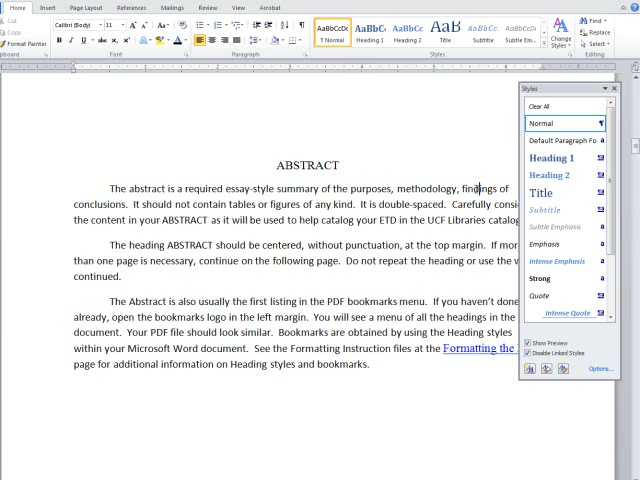 Home Insert Page Layout References Mailings Review View Acrobat
Cut
Copy
Format Painter
Calibri (Body) 11
AaBbCcDc AaBbCc AaBbCc AaB AaBbCc. AaBbCcDc
¶ Normal Heading 1 Heading 2 Title Subtitle Subtle Em...
Change
Styles
Find
Replace
Select
Font Paragraph Styles Editing
ABSTRACT
The abstract is a required essay-style summary of the purposes, methodology, findings of
conclusions. It should not contain tables or figures of any kind. It is double-spaced. Carefully consi
the content in your ABSTRACT as it will be used to help catalog your ETD in the UCF Libraries catalog
The heading ABSTRACT should be centered, without punctuation, at the top margin. If mor
than one page is necessary, continue on the following page. Do not repeat the heading or use the w
continued.
The Abstract is also usually the first listing in the PDF bookmarks menu. If you haven't done
already, open the bookmarks logo in the left margin. You will see a menu of all the headings in the
document. Your PDF file should look similar. Bookmarks are obtained by using the Heading styles
within your Microsoft Word document. See the Formatting Instruction files at the Formatting the
page for additional information on Heading styles and bookmarks.
Styles
Clear All
Normal ¶
Default Paragraph Fo a
Heading 1
Heading 2
Title
Subtitle
Subtle Emphasis a
Emphasis a
Intense Emphasis a
Strong a
Quote
Intense Quote
Show Preview
Disable Linked Styles
Options...